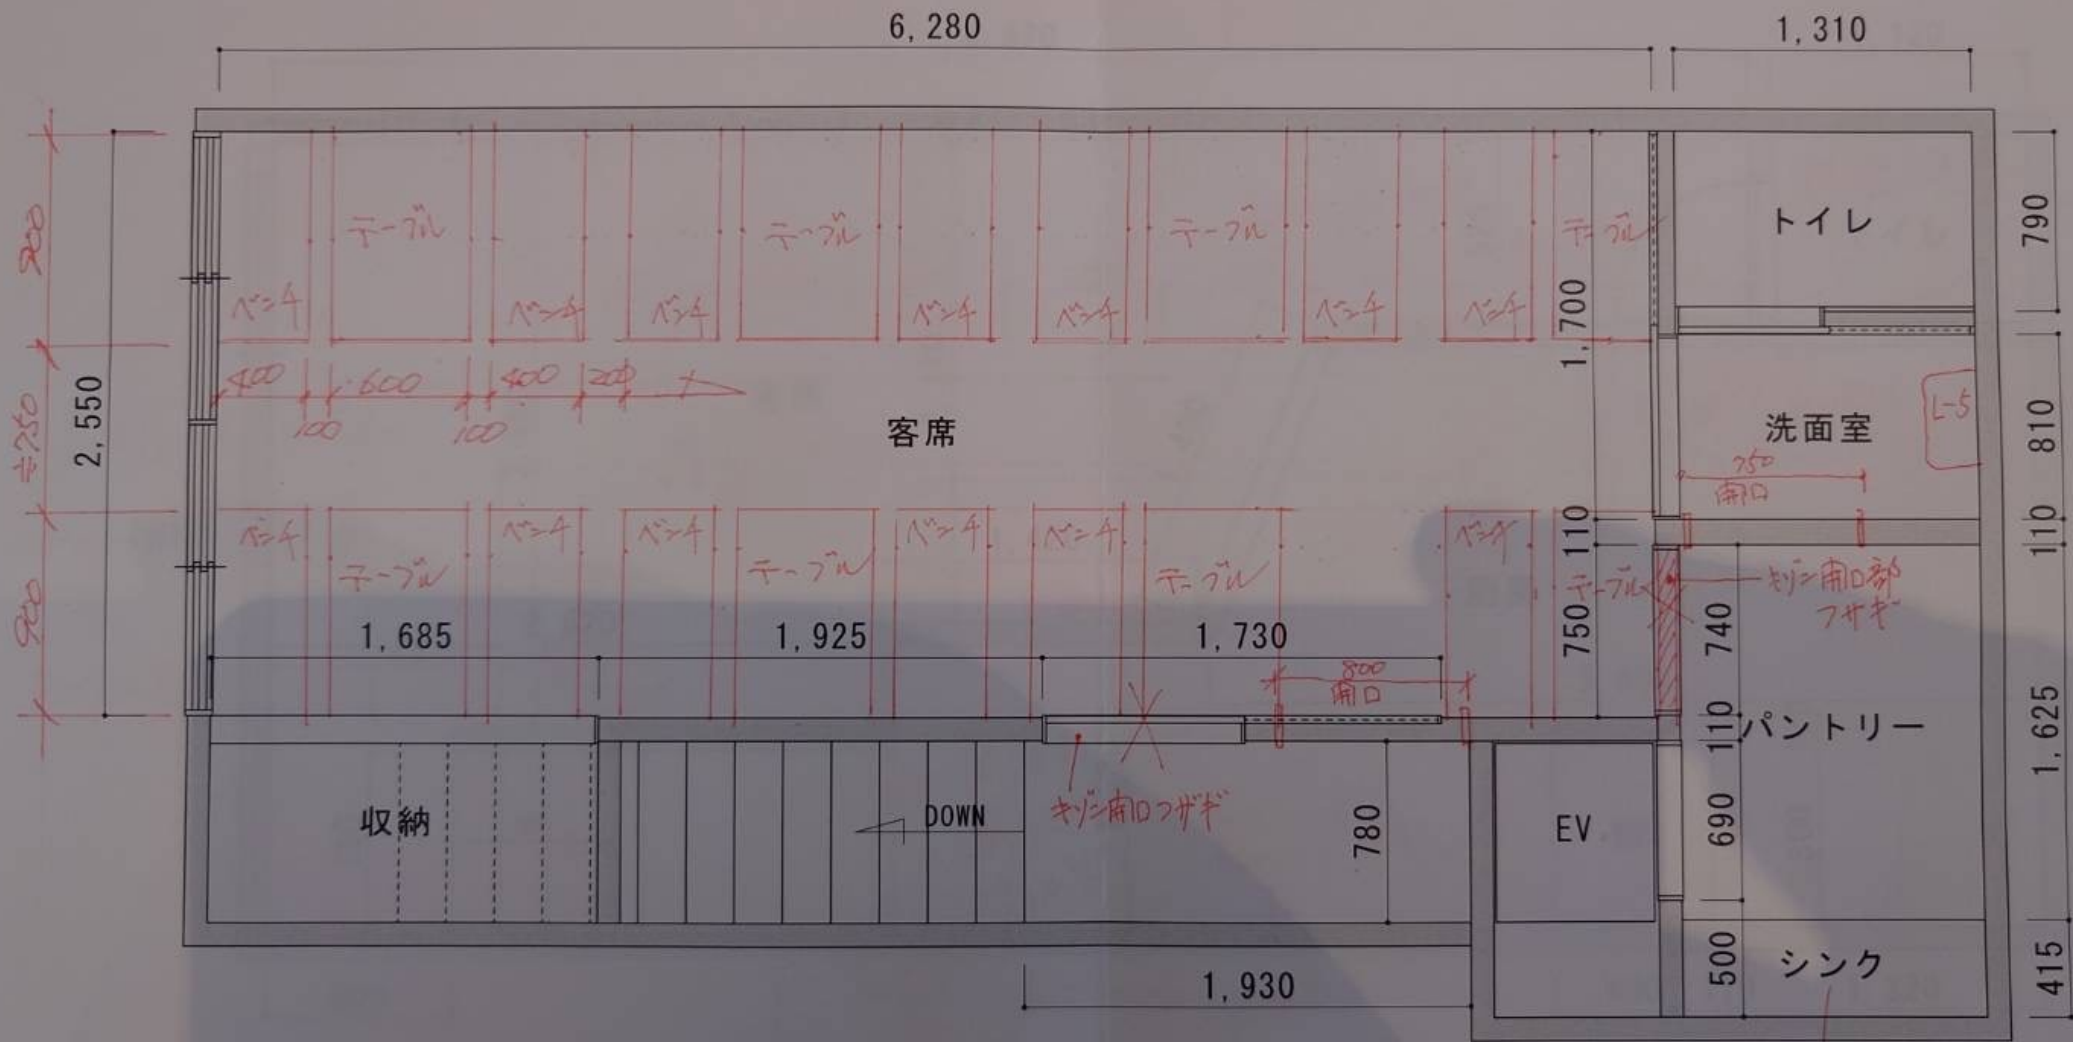 6,280
1,310
900
≒750
900
2,550
テーブル
テーブル
テーブル
テーブル
ベンチ
ベンチ
ベンチ
ベンチ
ベンチ
ベンチ
ベンチ
400
100
600
100
400
200
客席
1,700
110
750
トイレ
790
洗面室
L-5
810
750
開口
110
ベンチ
ベンチ
ベンチ
ベンチ
ベンチ
ベンチ
テーブル
テーブル
テーブル
テーブル
キゾン開口部
フサギ
740
110
690
500
1,685
1,925
1,730
800
開口
パントリー
1,625
収納
DOWN
キゾン開口フサギ
780
EV
シンク
415
1,930